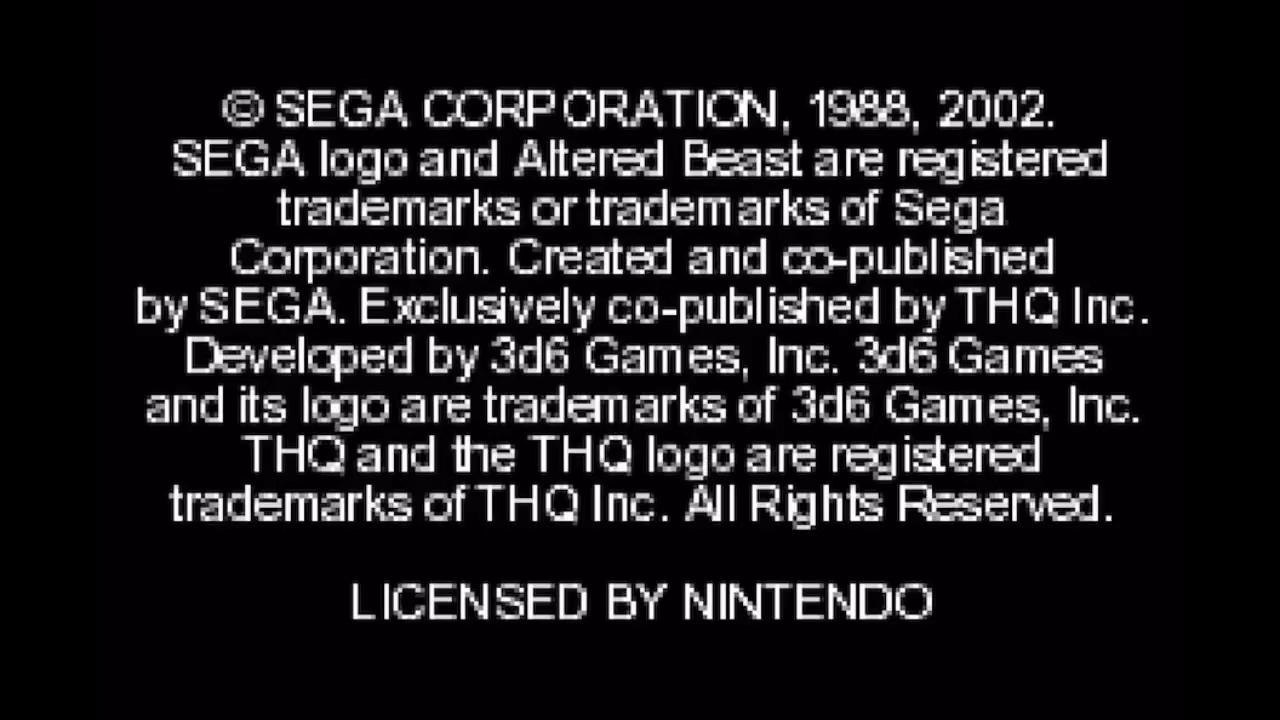 © SEGA CORPORATION, 1988, 2002.
SEGA logo and Altered Beast are registered
trademarks or trademarks of Sega
Corporation. Created and co-published
by SEGA. Exclusively co-published by THQ Inc.
Developed by 3d6 Games, Inc. 3d6 Games
and its logo are trademarks of 3d6 Games, Inc.
THQ and the THQ logo are registered
trademarks of THQ Inc. All Rights Reserved.
LICENSED BY NINTENDO